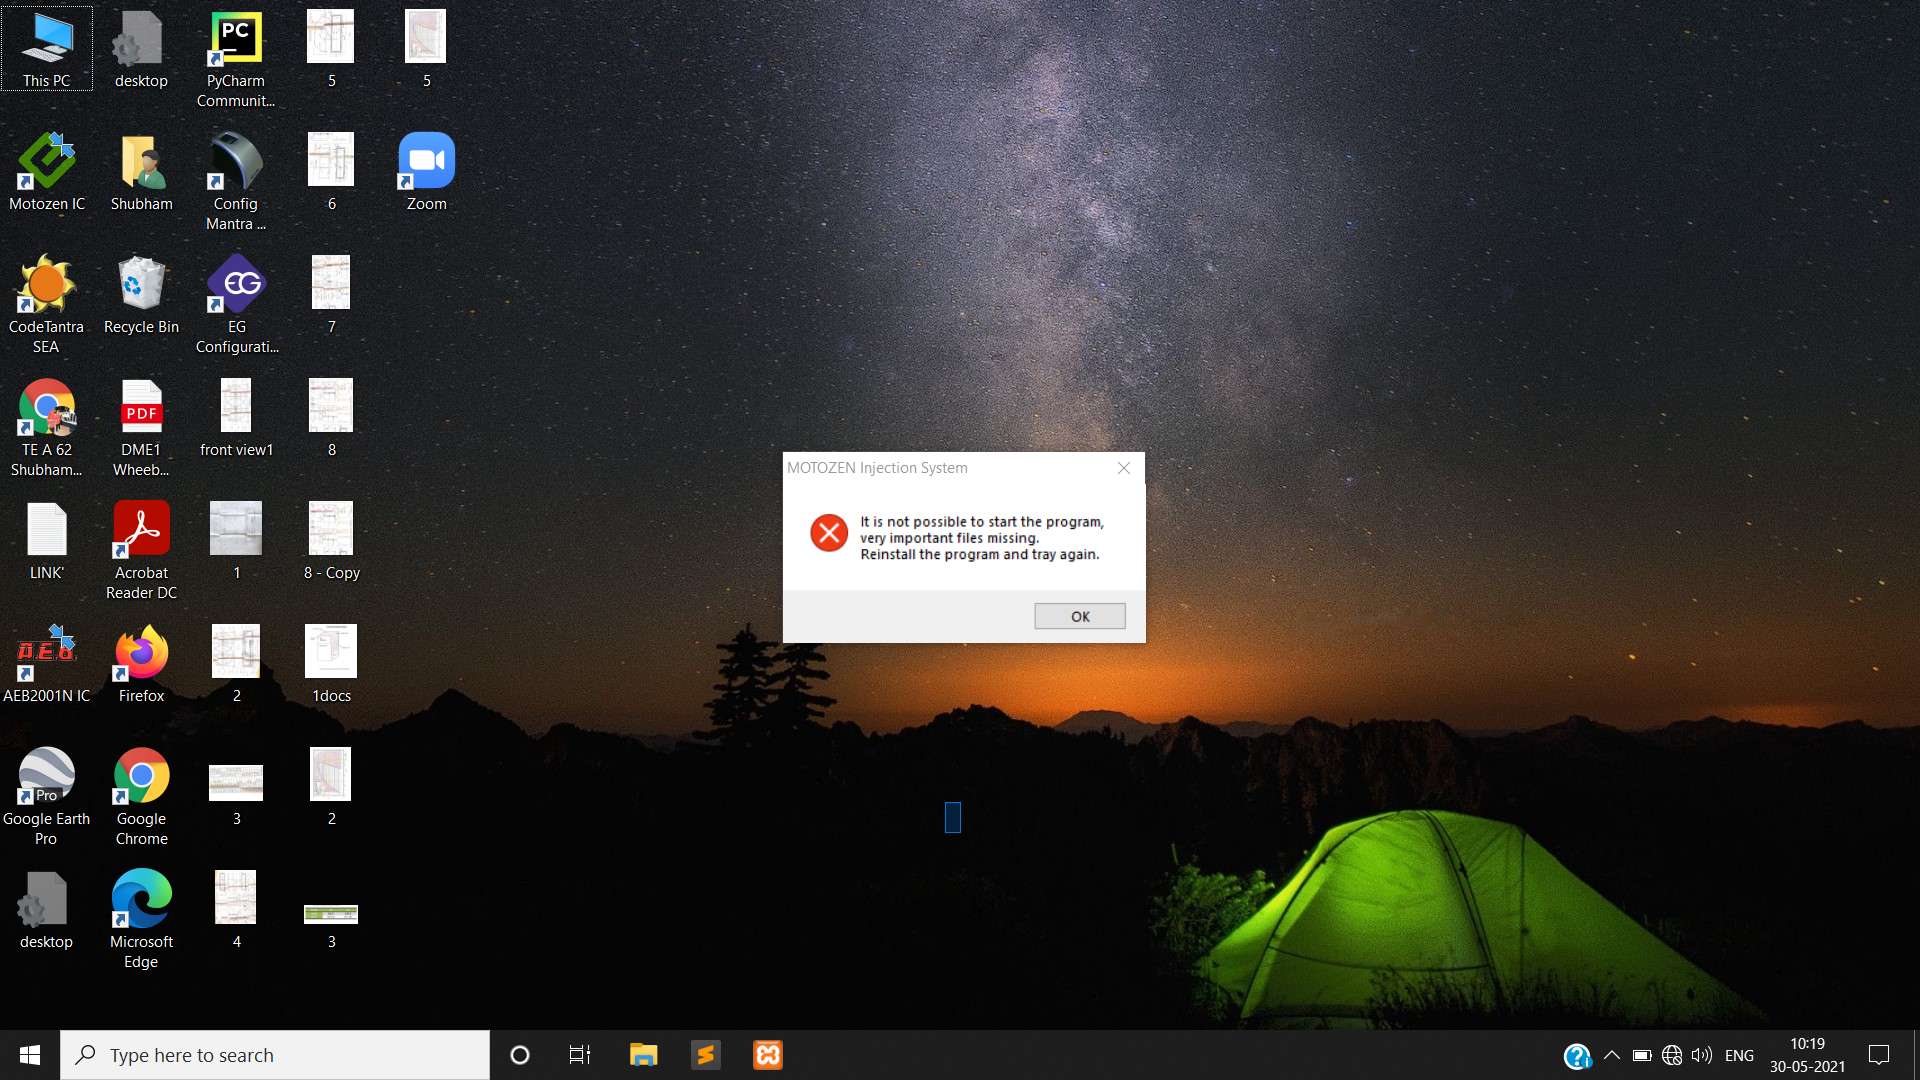 This PC
desktop
PC
PyCharm
Communit...
5
5
Motozen IC
Shubham
Config
Mantra ...
6
Zoom
CodeTantra
SEA
Recycle Bin
EG
EG
Configurati...
7
TE A 62
Shubham...
PDF
DME1
Wheeb...
front view1
8
MOTOZEN Injection System
It is not possible to start the program,
very important files missing.
Reinstall the program and tray again.
OK
LINK'
Acrobat
Reader DC
1
8 - Copy
AEB
AEB2001N IC
Firefox
2
1docs
Pro
Google Earth
Pro
Google
Chrome
3
2
desktop
Microsoft
Edge
4
3
Type here to search
ENG
10:19
30-05-2021